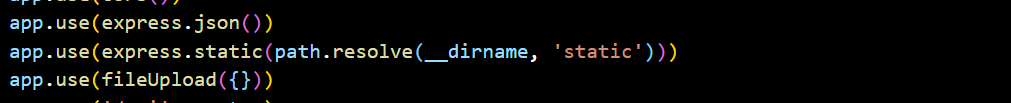 app.use(express.json())
app.use(express.static(path.resolve(__dirname, 'static')))
app.use(fileUpload({}))